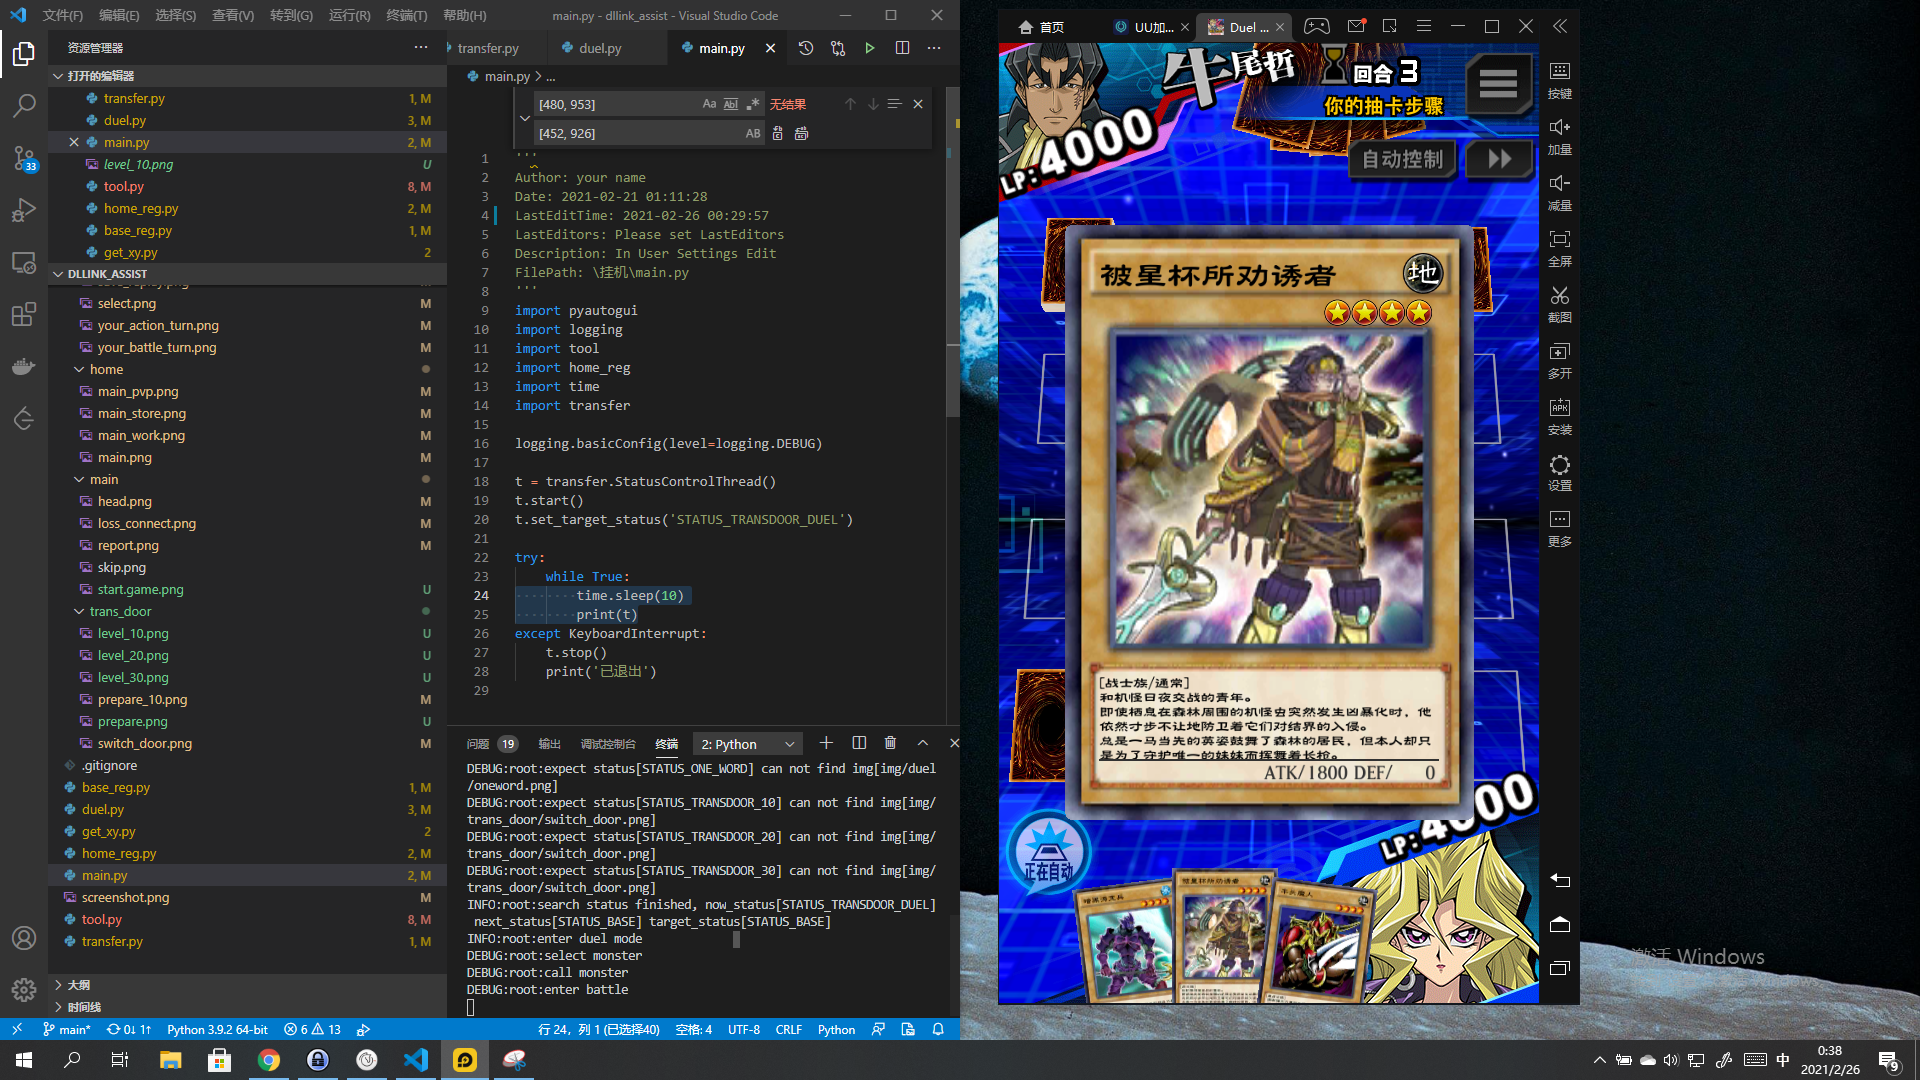 文件(F) 编辑(E) 选择(S) 查看(V) 转到(G) 运行(R) 终端(T) 帮助(H) main.py - dllink_assist - Visual Studio Code
资源管理器
打开的编辑器
transfer.py 1, M
duel.py 3, M
main.py 2, M
level_10.png U
tool.py 8, M
home_reg.py 2, M
base_reg.py 1, M
get_xy.py 2
DLLINK_ASSIST
select.png M
your_action_turn.png M
your_battle_turn.png M
home
main_pvp.png M
main_store.png M
main_work.png M
main.png M
main
head.png M
loss_connect.png M
report.png M
skip.png
start.game.png U
trans_door
level_10.png U
level_20.png U
level_30.png U
prepare_10.png M
prepare.png U
switch_door.png M
.gitignore
base_reg.py 1, M
duel.py 3, M
get_xy.py 2
home_reg.py 2, M
main.py 2, M
screenshot.png M
tool.py 8, M
transfer.py 1, M
大纲
时间线
33
transfer.py duel.py main.py
main.py > ...
[480, 953] Aa Abl .* 无结果
[452, 926] AB
1 '''
2 Author: your name
3 Date: 2021-02-21 01:11:28
4 LastEditTime: 2021-02-26 00:29:57
5 LastEditors: Please set LastEditors
6 Description: In User Settings Edit
7 FilePath: \挂机\main.py
8 '''
9 import pyautogui
10 import logging
11 import tool
12 import home_reg
13 import time
14 import transfer
15
16 logging.basicConfig(level=logging.DEBUG)
17
18 t = transfer.StatusControlThread()
19 t.start()
20 t.set_target_status('STATUS_TRANSDOOR_DUEL')
21
22 try:
23 while True:
24 time.sleep(10)
25 print(t)
26 except KeyboardInterrupt:
27 t.stop()
28 print('已退出')
29
问题 19 输出 调试控制台 终端 2: Python
DEBUG:root:expect status[STATUS_ONE_WORD] can not find img[img/duel
/oneword.png]
DEBUG:root:expect status[STATUS_TRANSDOOR_10] can not find img[img/
trans_door/switch_door.png]
DEBUG:root:expect status[STATUS_TRANSDOOR_20] can not find img[img/
trans_door/switch_door.png]
DEBUG:root:expect status[STATUS_TRANSDOOR_30] can not find img[img/
trans_door/switch_door.png]
INFO:root:search status finished, now_status[STATUS_TRANSDOOR_DUEL]
next_status[STATUS_BASE] target_status[STATUS_BASE]
INFO:root:enter duel mode
DEBUG:root:select monster
DEBUG:root:call monster
DEBUG:root:enter battle
main* 0↓ 1↑ Python 3.9.2 64-bit 6 13 行 24，列 1 (已选择40) 空格: 4 UTF-8 CRLF Python
首页 UU加... Duel ...
牛尾哲
回合 3
你的抽卡步骤
LP: 4000
自动控制
被星杯所劝诱者
地
[战士族/通常]
和机怪日夜交战的青年。
即使栖息在森林周围的机怪虫突然发生凶暴化时，他
依然寸步不让地防卫着它们对结界的入侵。
总是一马当先的英姿鼓舞了森林的居民，但本人却只
是为了守护唯一的妹妹而挥舞着长枪。
ATK/1800 DEF/ 0
LP: 4000
正在自动
被星杯所劝诱者
按键
加量
减量
全屏
截图
多开
APK
安装
设置
更多
激活 Windows
中
0:38
2021/2/26
9